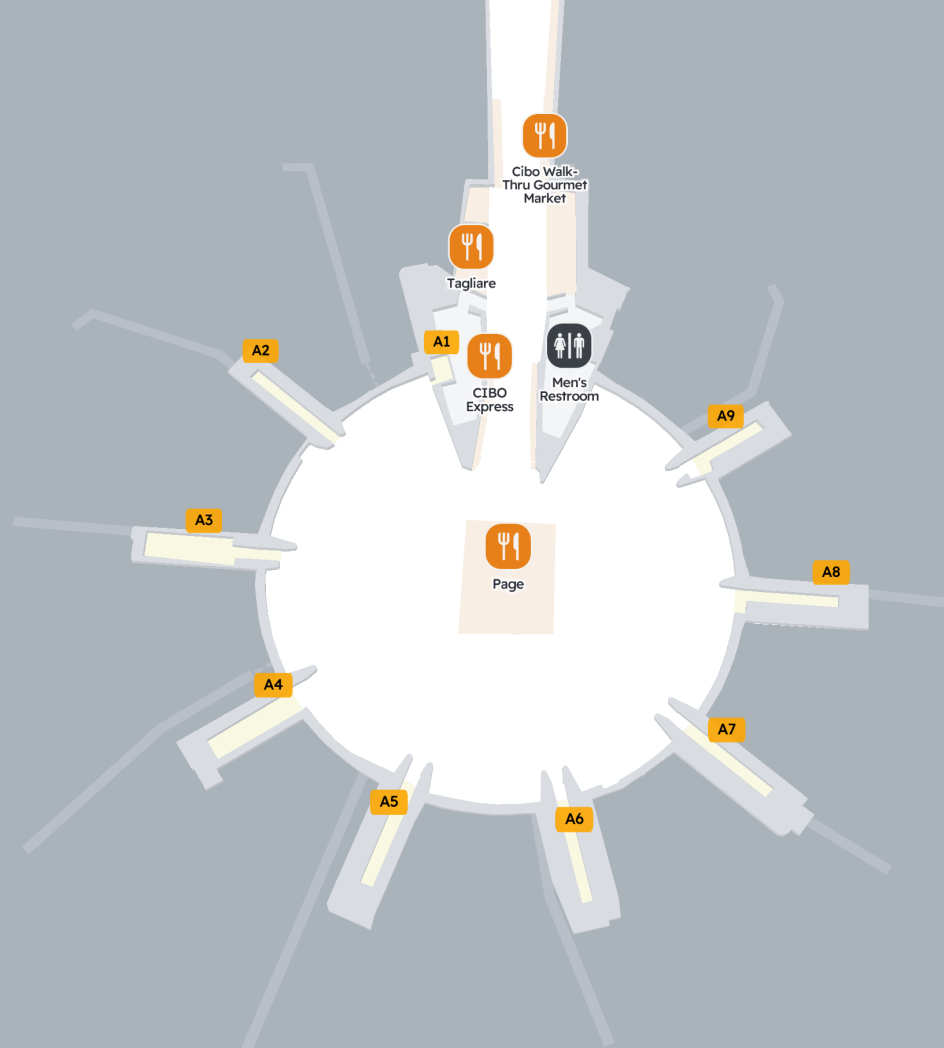 Cibo Walk-
Thru Gourmet
Market
Tagliare
A1
A2
CIBO
Express
Men's
Restroom
A9
A3
Page
A8
A4
A7
A5
A6